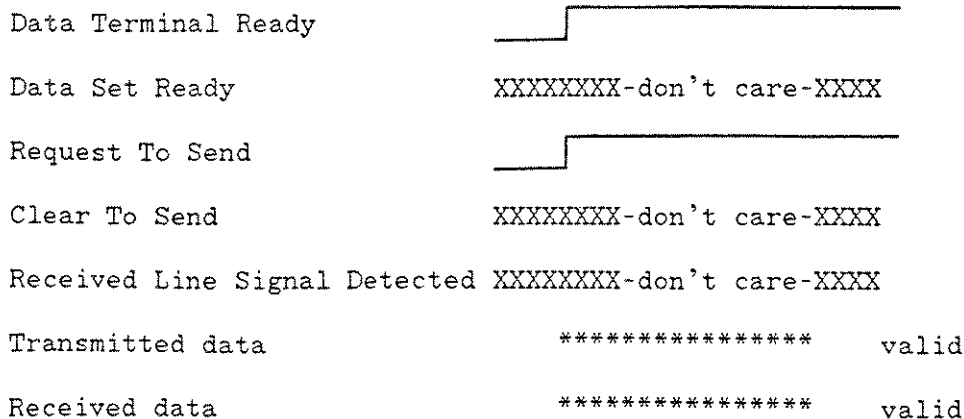 Data Terminal Ready
Data Set Ready XXXXXXXX-don't care-XXXX
Request To Send
Clear To Send XXXXXXXX-don't care-XXXX
Received Line Signal Detected XXXXXXXX-don't care-XXXX
Transmitted data **************** valid
Received data **************** valid